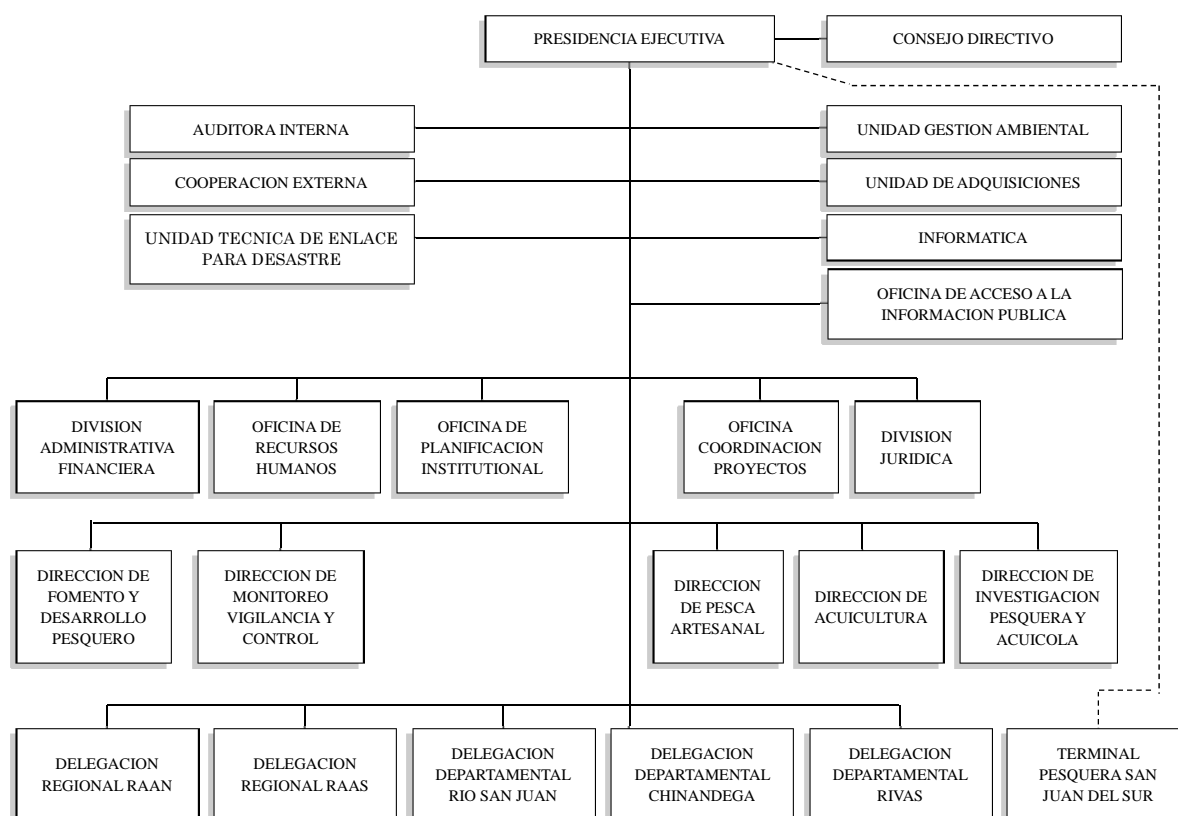 PRESIDENCIA EJECUTIVA
CONSEJO DIRECTIVO
AUDITORA INTERNA
UNIDAD GESTION AMBIENTAL
COOPERACION EXTERNA
UNIDAD DE ADQUISICIONES
UNIDAD TECNICA DE ENLACE
PARA DESASTRE
INFORMATICA
OFICINA DE ACCESO A LA
INFORMACION PUBLICA
DIVISION
ADMINISTRATIVA
FINANCIERA
OFICINA DE
RECURSOS
HUMANOS
OFICINA DE
PLANIFICACION
INSTITUTIONAL
OFICINA
COORDINACION
PROYECTOS
DIVISION
JURIDICA
DIRECCION DE
FOMENTO Y
DESARROLLO
PESQUERO
DIRECCION DE
MONITOREO
VIGILANCIA Y
CONTROL
DIRECCION
DE PESCA
ARTESANAL
DIRECCION DE
ACUICULTURA
DIRECCION DE
INVESTIGACION
PESQUERA Y
ACUICOLA
DELEGACION
REGIONAL RAAN
DELEGACION
REGIONAL RAAS
DELEGACION
DEPARTAMENTAL
RIO SAN JUAN
DELEGACION
DEPARTAMENTAL
CHINANDEGA
DELEGACION
DEPARTAMENTAL
RIVAS
TERMINAL
PESQUERA SAN
JUAN DEL SUR